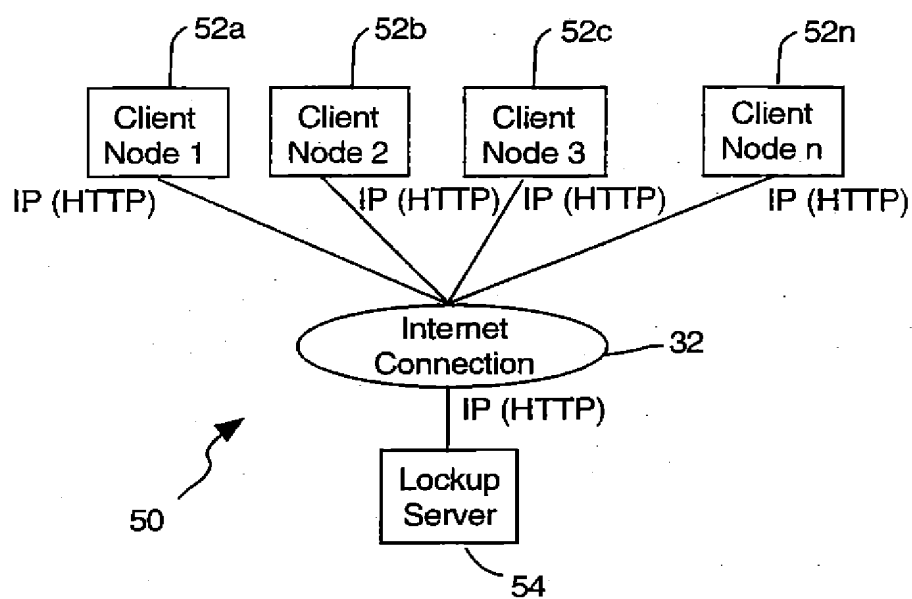 52a
52b
52c
52n
Client
Node 1
Client
Node 2
Client
Node 3
Client
Node n
IP (HTTP)
IP (HTTP)
IP (HTTP)
IP (HTTP)
Internet
Connection
32
IP (HTTP)
50
Lockup
Server
54